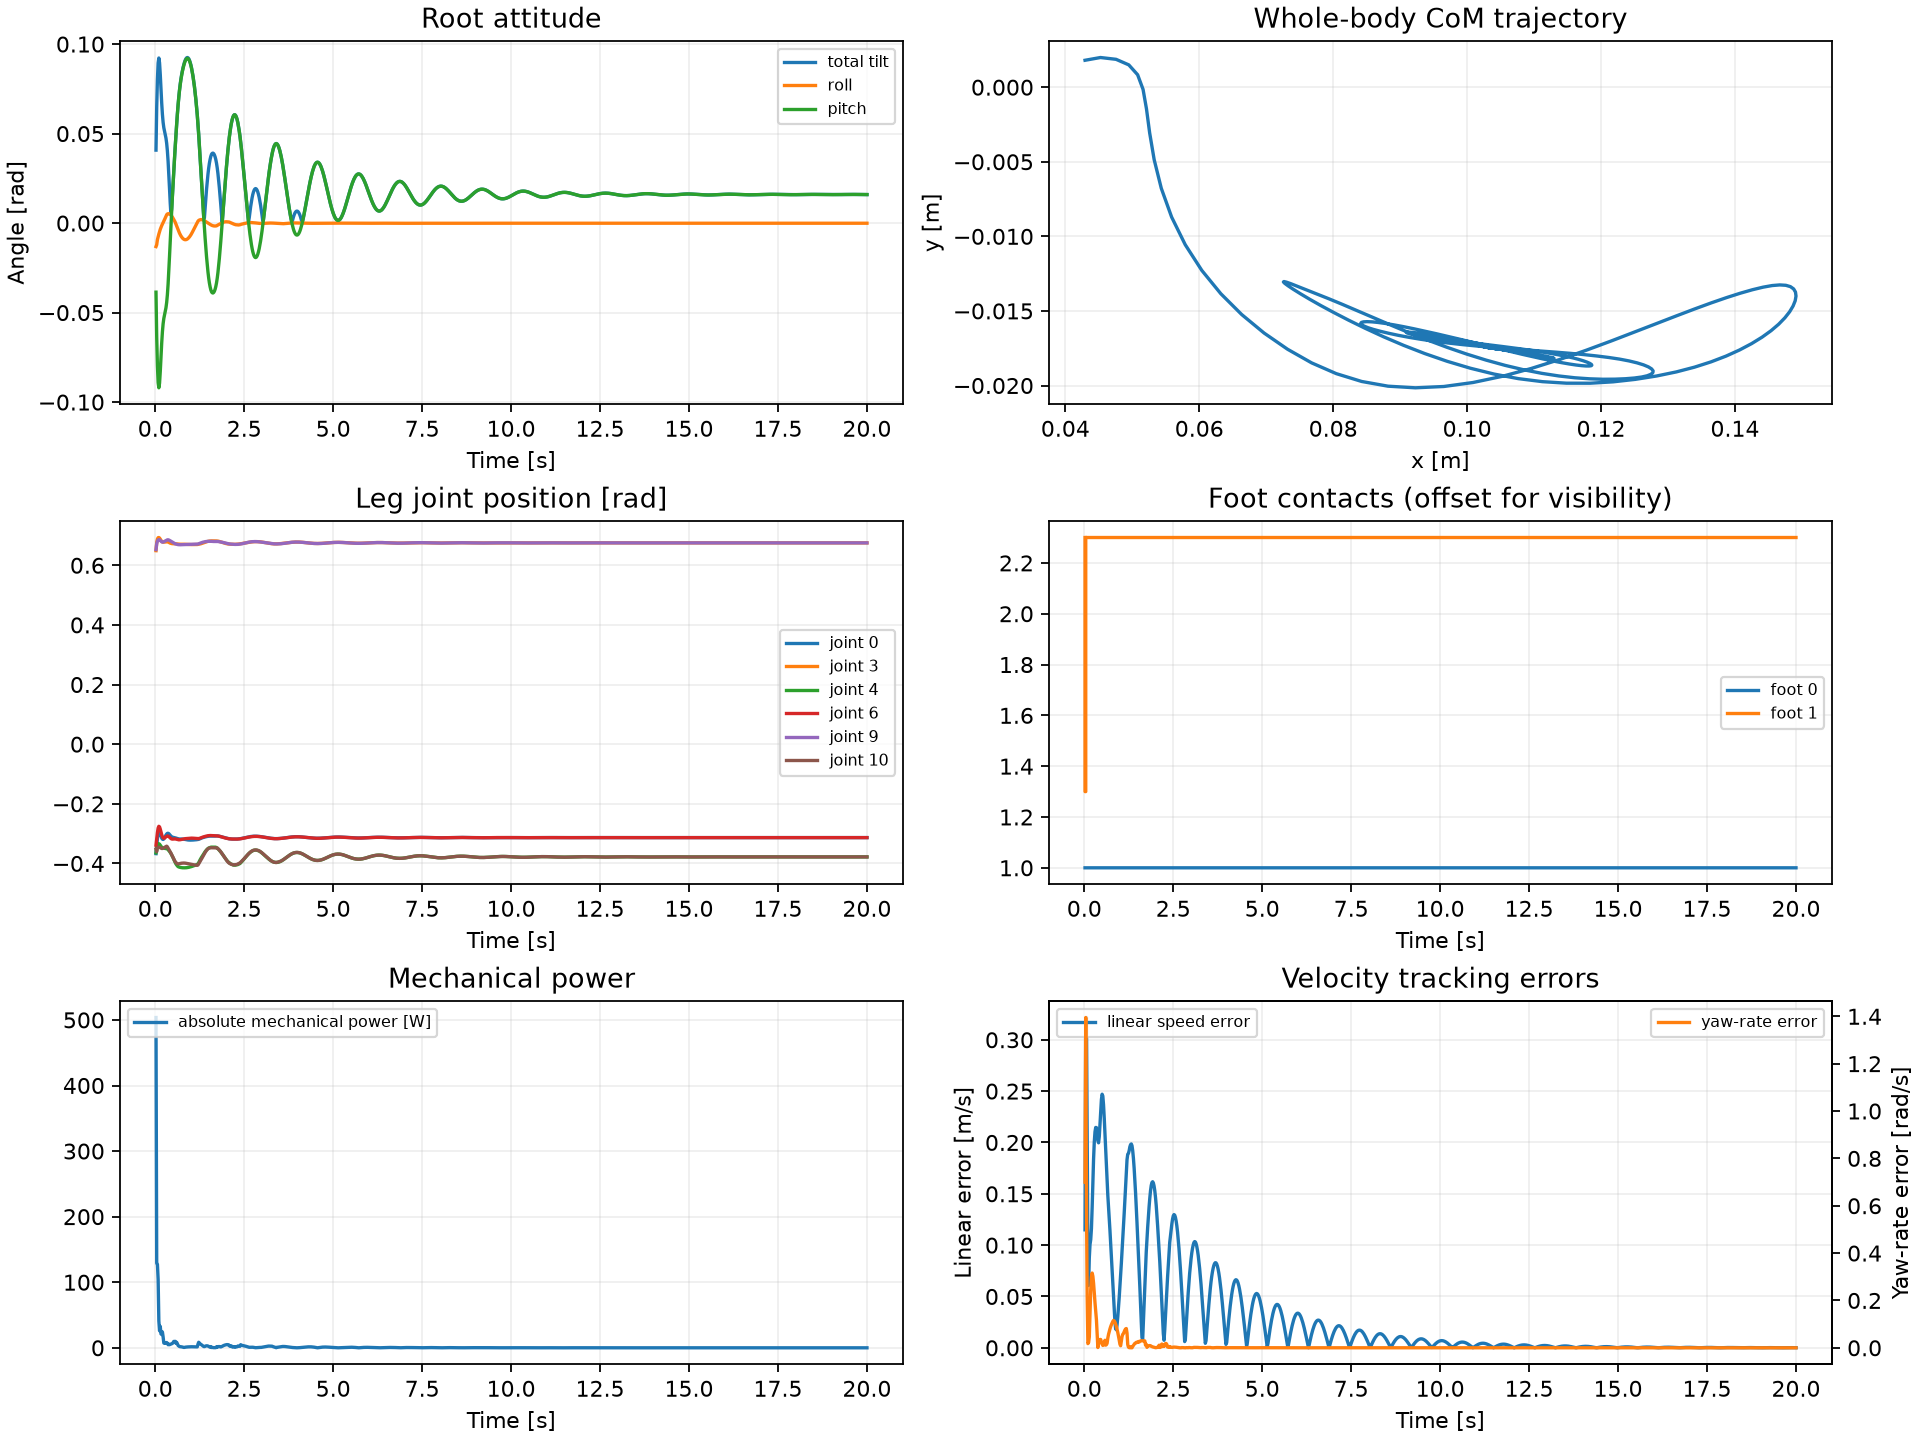 Root attitude
0.10
0.05
0.00
−0.05
−0.10
Angle [rad]
total tilt
roll
pitch
0.0 2.5 5.0 7.5 10.0 12.5 15.0 17.5 20.0
Time [s]
Whole-body CoM trajectory
0.000
−0.005
−0.010
−0.015
−0.020
y [m]
0.04 0.06 0.08 0.10 0.12 0.14
x [m]
Leg joint position [rad]
0.6
0.4
0.2
0.0
−0.2
−0.4
joint 0
joint 3
joint 4
joint 6
joint 9
joint 10
0.0 2.5 5.0 7.5 10.0 12.5 15.0 17.5 20.0
Time [s]
Foot contacts (offset for visibility)
2.2
2.0
1.8
1.6
1.4
1.2
1.0
foot 0
foot 1
0.0 2.5 5.0 7.5 10.0 12.5 15.0 17.5 20.0
Time [s]
Mechanical power
500
400
300
200
100
0
absolute mechanical power [W]
0.0 2.5 5.0 7.5 10.0 12.5 15.0 17.5 20.0
Time [s]
Velocity tracking errors
0.30
0.25
0.20
0.15
0.10
0.05
0.00
Linear error [m/s]
linear speed error
yaw-rate error
1.4
1.2
1.0
0.8
0.6
0.4
0.2
0.0
Yaw-rate error [rad/s]
0.0 2.5 5.0 7.5 10.0 12.5 15.0 17.5 20.0
Time [s]